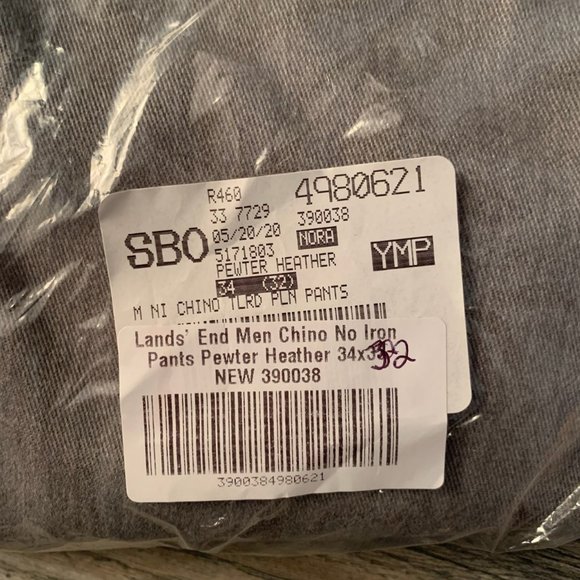 R460 4980621
33 7729 390038
SBO 05/20/20 NORA YMP
5171803
PEWTER HEATHER
34 (32)
M NI CHINO TLRD PLN PANTS
Lands' End Men Chino No Iron
Pants Pewter Heather 34x32
NEW 390038
3900384980621